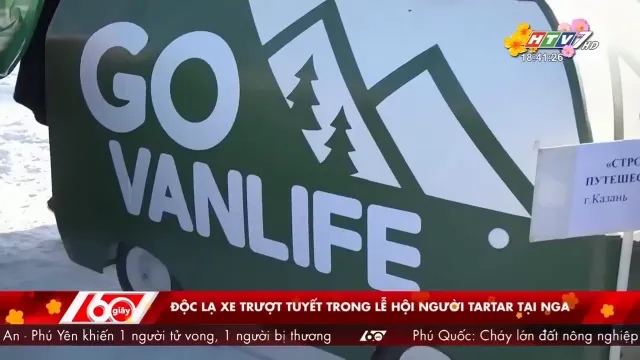 HTV7 HD
18:41:26
GO
VANLIFE
«СТРО
ПУТЕШЕС
г.Казань
60 giây
ĐỘC LẠ XE TRƯỢT TUYẾT TRONG LỄ HỘI NGƯỜI TARTAR TẠI NGA
An - Phú Yên khiến 1 người tử vong, 1 người bị thương
60
Phú Quốc: Cháy lớn đất nông nghiệp